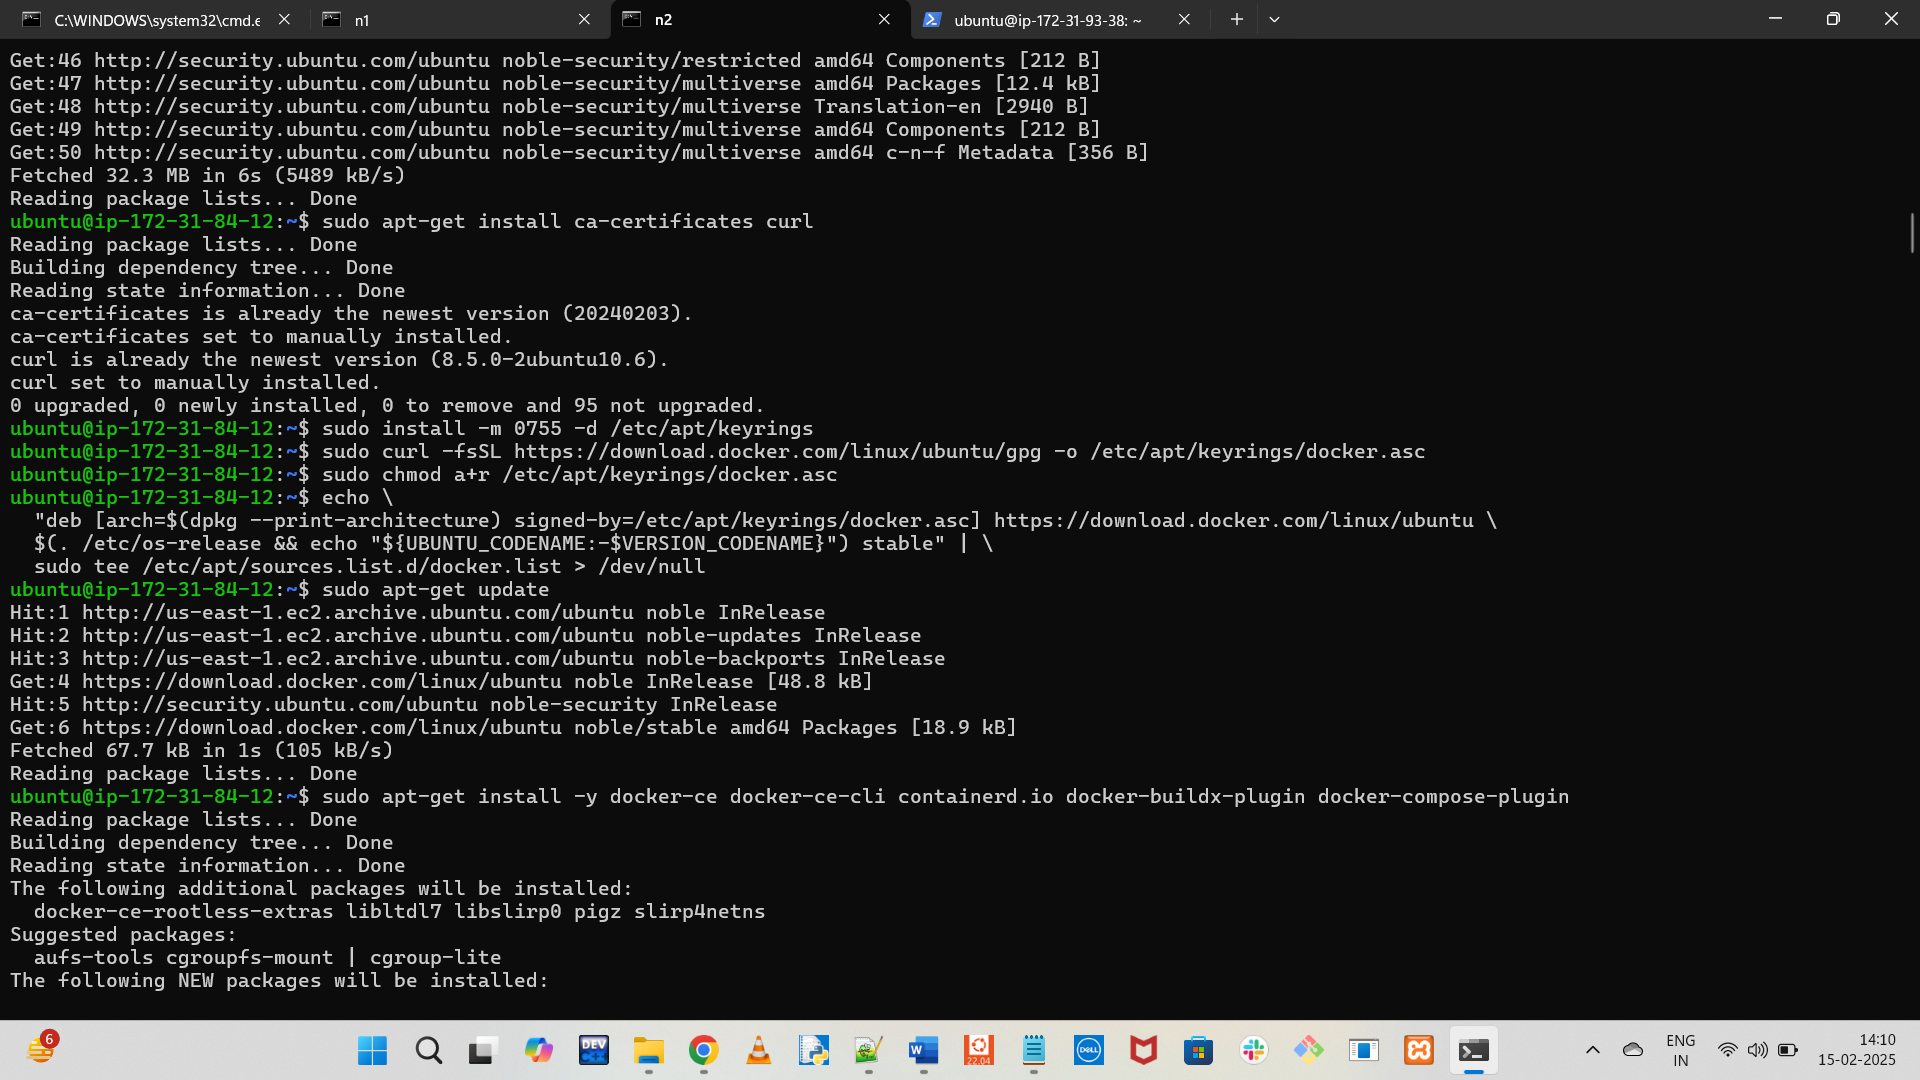 C:\WINDOWS\system32\cmd.e
n1
n2
ubuntu@ip-172-31-93-38: ~
Get:46 http://security.ubuntu.com/ubuntu noble-security/restricted amd64 Components [212 B]
Get:47 http://security.ubuntu.com/ubuntu noble-security/multiverse amd64 Packages [12.4 kB]
Get:48 http://security.ubuntu.com/ubuntu noble-security/multiverse Translation-en [2940 B]
Get:49 http://security.ubuntu.com/ubuntu noble-security/multiverse amd64 Components [212 B]
Get:50 http://security.ubuntu.com/ubuntu noble-security/multiverse amd64 c-n-f Metadata [356 B]
Fetched 32.3 MB in 6s (5489 kB/s)
Reading package lists... Done
ubuntu@ip-172-31-84-12:~$ sudo apt-get install ca-certificates curl
Reading package lists... Done
Building dependency tree... Done
Reading state information... Done
ca-certificates is already the newest version (20240203).
ca-certificates set to manually installed.
curl is already the newest version (8.5.0-2ubuntu10.6).
curl set to manually installed.
0 upgraded, 0 newly installed, 0 to remove and 95 not upgraded.
ubuntu@ip-172-31-84-12:~$ sudo install -m 0755 -d /etc/apt/keyrings
ubuntu@ip-172-31-84-12:~$ sudo curl -fsSL https://download.docker.com/linux/ubuntu/gpg -o /etc/apt/keyrings/docker.asc
ubuntu@ip-172-31-84-12:~$ sudo chmod a+r /etc/apt/keyrings/docker.asc
ubuntu@ip-172-31-84-12:~$ echo \
  "deb [arch=$(dpkg --print-architecture) signed-by=/etc/apt/keyrings/docker.asc] https://download.docker.com/linux/ubuntu \
  $(. /etc/os-release && echo "${UBUNTU_CODENAME:-$VERSION_CODENAME}") stable" | \
  sudo tee /etc/apt/sources.list.d/docker.list > /dev/null
ubuntu@ip-172-31-84-12:~$ sudo apt-get update
Hit:1 http://us-east-1.ec2.archive.ubuntu.com/ubuntu noble InRelease
Hit:2 http://us-east-1.ec2.archive.ubuntu.com/ubuntu noble-updates InRelease
Hit:3 http://us-east-1.ec2.archive.ubuntu.com/ubuntu noble-backports InRelease
Get:4 https://download.docker.com/linux/ubuntu noble InRelease [48.8 kB]
Hit:5 http://security.ubuntu.com/ubuntu noble-security InRelease
Get:6 https://download.docker.com/linux/ubuntu noble/stable amd64 Packages [18.9 kB]
Fetched 67.7 kB in 1s (105 kB/s)
Reading package lists... Done
ubuntu@ip-172-31-84-12:~$ sudo apt-get install -y docker-ce docker-ce-cli containerd.io docker-buildx-plugin docker-compose-plugin
Reading package lists... Done
Building dependency tree... Done
Reading state information... Done
The following additional packages will be installed:
  docker-ce-rootless-extras libltdl7 libslirp0 pigz slirp4netns
Suggested packages:
  aufs-tools cgroupfs-mount | cgroup-lite
The following NEW packages will be installed:
6
DEV
C++
W
22.04
DELL
ENG
IN
14:10
15-02-2025